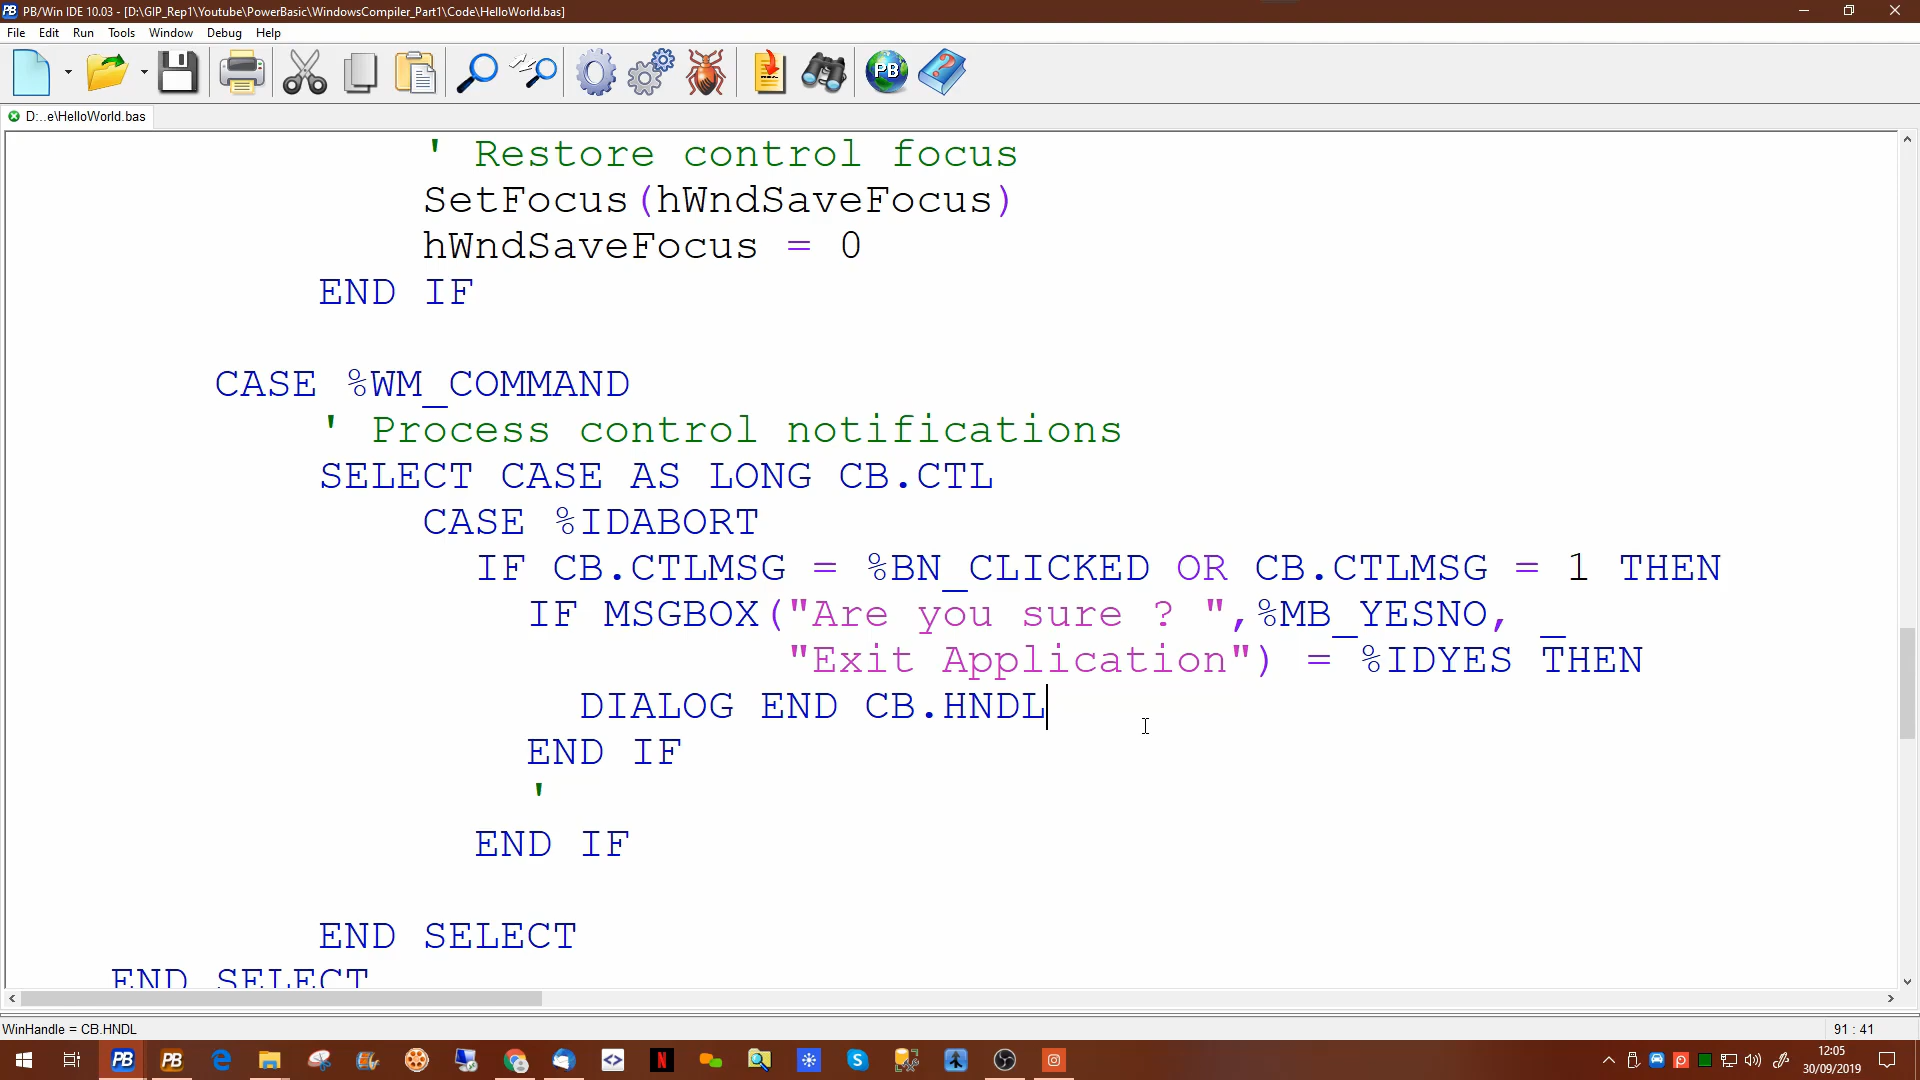 PB/Win IDE 10.03 - [D:\GIP_Rep1\Youtube\PowerBasic\WindowsCompiler_Part1\Code\HelloWorld.bas]
File Edit Run Tools Window Debug Help
PB
D:..e\HelloWorld.bas
' Restore control focus
SetFocus(hWndSaveFocus)
hWndSaveFocus = 0
END IF
CASE %WM_COMMAND
' Process control notifications
SELECT CASE AS LONG CB.CTL
CASE %IDABORT
IF CB.CTLMSG = %BN_CLICKED OR CB.CTLMSG = 1 THEN
IF MSGBOX("Are you sure ? ",%MB_YESNO, _
"Exit Application") = %IDYES THEN
DIALOG END CB.HNDL
END IF
'
END IF
END SELECT
END SELECT
WinHandle = CB.HNDL
91 : 41
12:05
30/09/2019